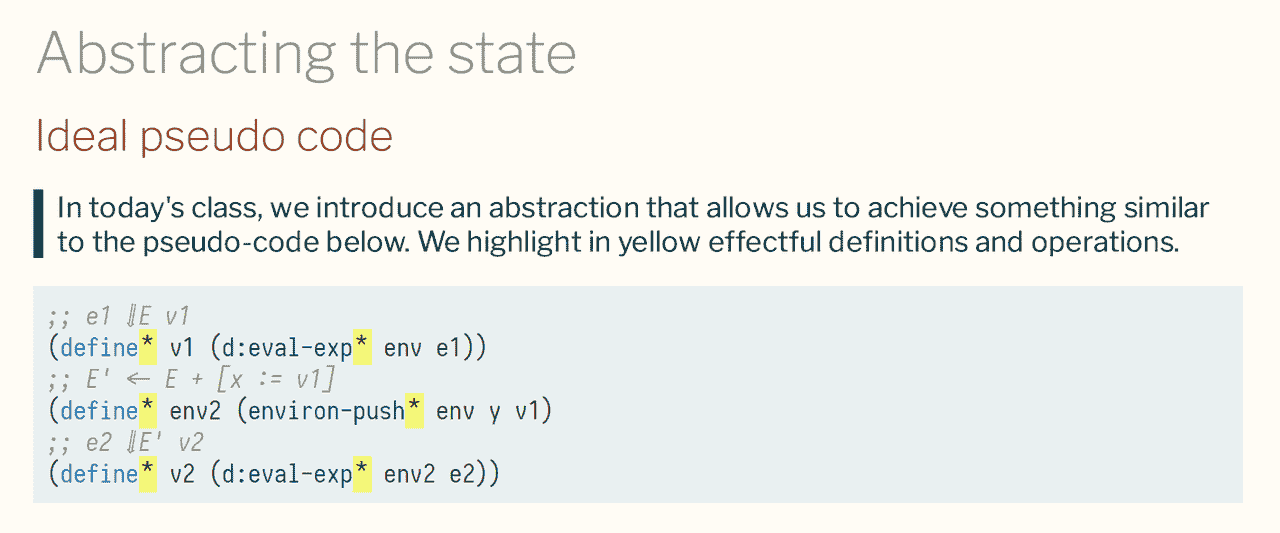 Abstracting the state
Ideal pseudo code
In today's class, we introduce an abstraction that allows us to achieve something similar
to the pseudo-code below. We highlight in yellow effectful definitions and operations.
;; e1 ⇓E v1
(define* v1 (d:eval-exp* env e1))
;; E' ← E + [x := v1]
(define* env2 (environ-push* env y v1)
;; e2 ⇓E' v2
(define* v2 (d:eval-exp* env2 e2))